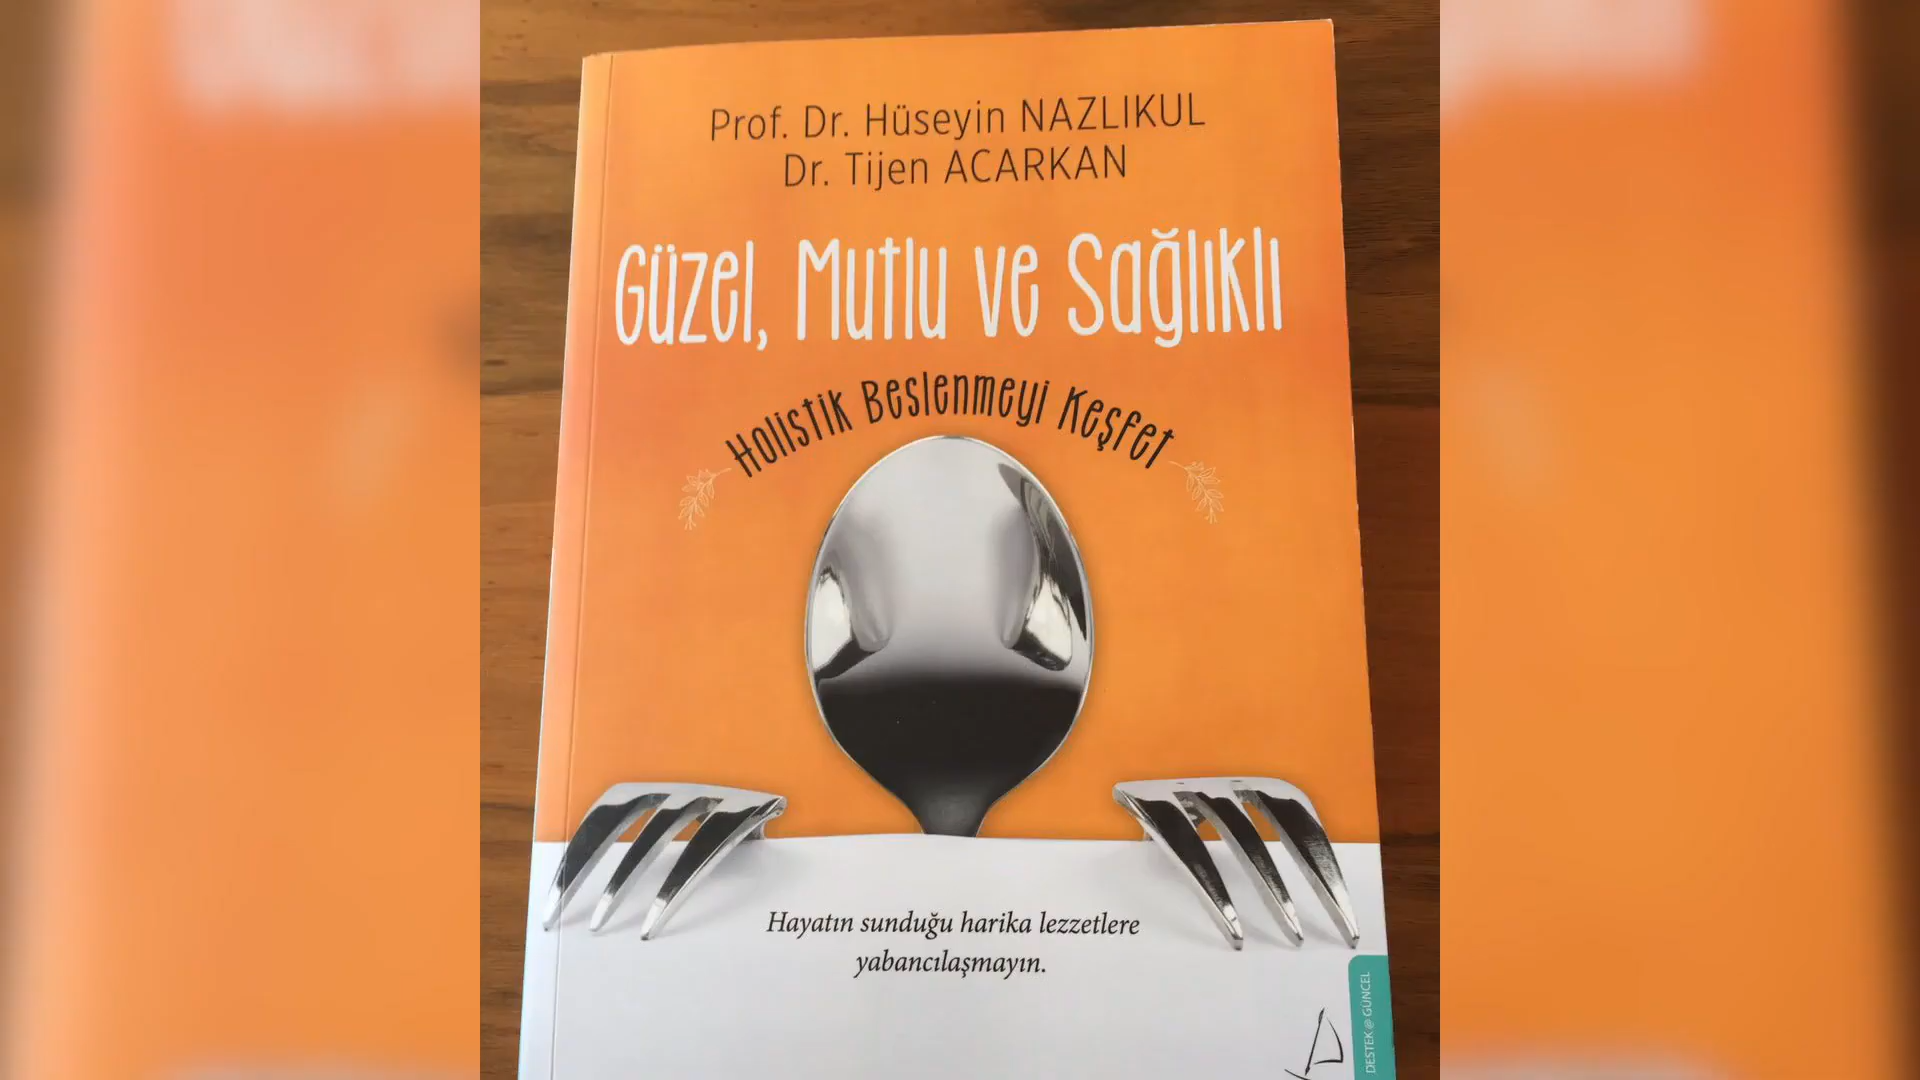 Prof. Dr. Hüseyin NAZLIKUL
Dr. Tijen ACARKAN
Güzel, Mutlu ve Sağlıklı
Holistik Beslenmeyi Keşfet
Hayatın sunduğu harika lezzetlere
yabancılaşmayın.
DESTEK @ GÜNCEL